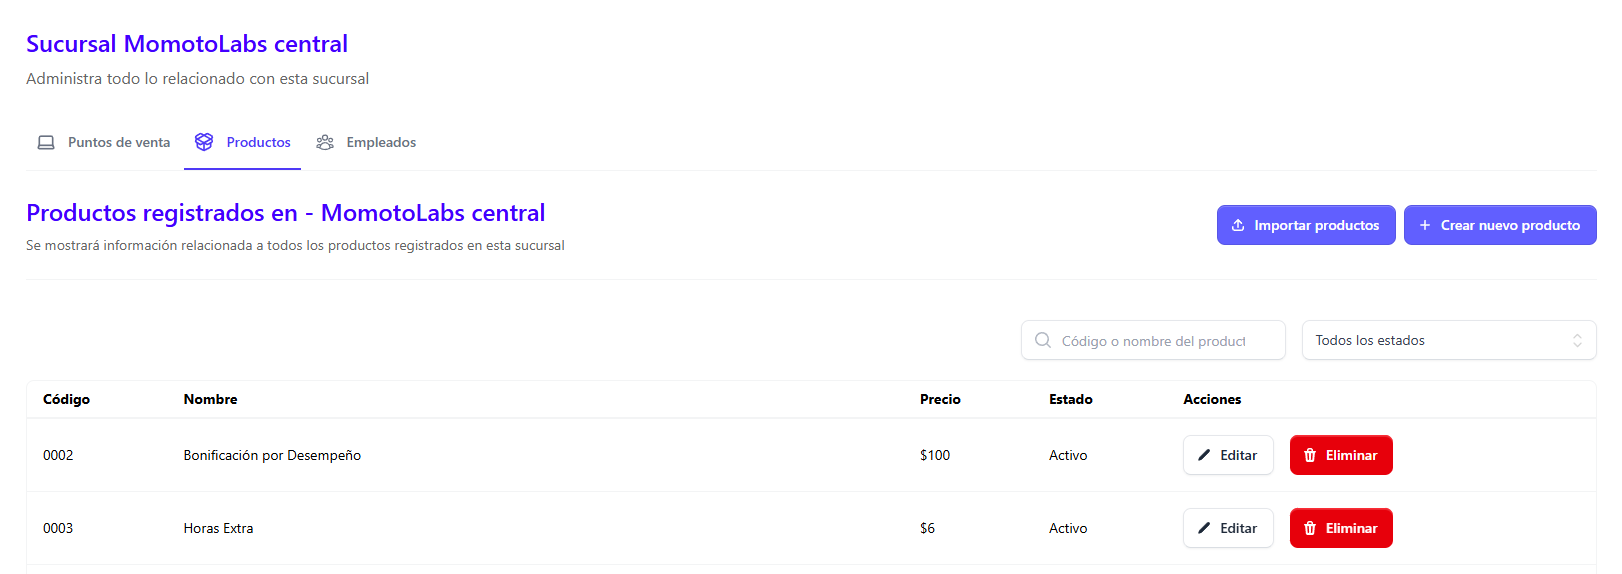 Sucursal MomotoLabs central
Administra todo lo relacionado con esta sucursal
Puntos de venta Productos Empleados
Productos registrados en - MomotoLabs central
Se mostrará información relacionada a todos los productos registrados en esta sucursal
Importar productos Crear nuevo producto
Código o nombre del product Todos los estados
Código Nombre Precio Estado Acciones
0002 Bonificación por Desempeño $100 Activo Editar Eliminar
0003 Horas Extra $6 Activo Editar Eliminar